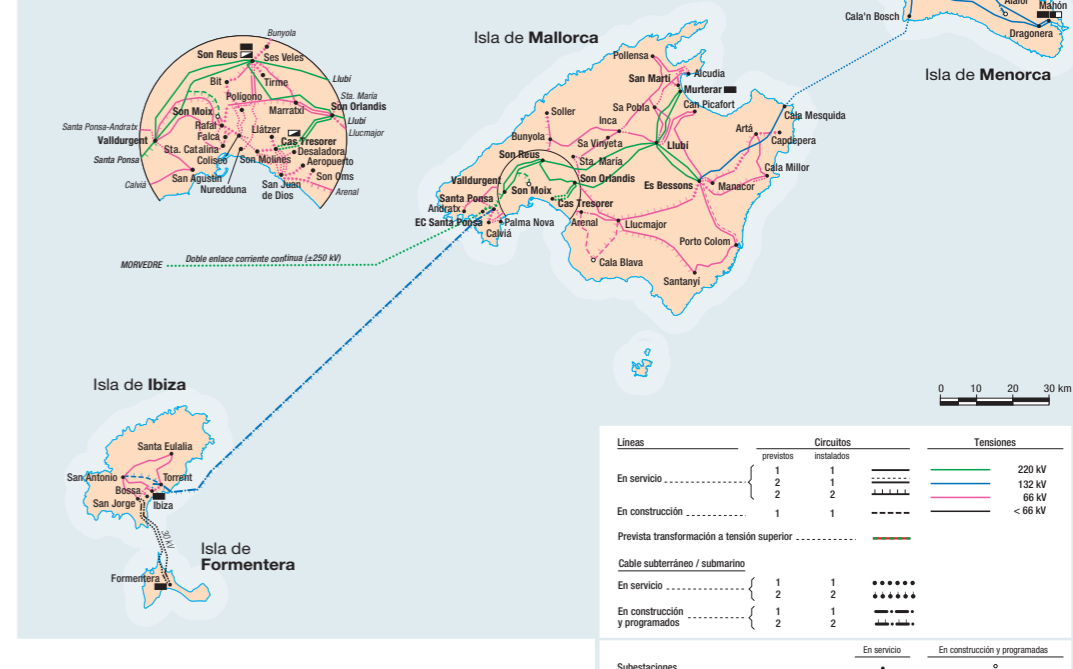 Alaior
Mahón
Cala'n Bosch
Dragonera
Isla de Menorca
Isla de Mallorca
Bunyola
Son Reus
Ses Veles
Llubí
Bit
Tirme
Polígono
Sta. María
Marratxi
Son Orlandis
Son Moix
Llubí
Rafal
Llucmajor
Santa Ponsa-Andratx
Falca
Llátzer
Cas Tresorer
Valldurgent
Sta. Catalina
Desaladora
Santa Ponsa
Coliseo
Son Molines
Aeropuerto
San Agustín
Son Oms
Calviá
Nuredduna
San Juan
de Dios
Arenal
Pollensa
San Martí
Alcudia
Murterar
Sa Pobla
Can Picafort
Soller
Cala Mesquida
Inca
Artá
Bunyola
Capdepera
Sa Vinyeta
Llubí
Son Reus
Sta. María
Cala Millor
Valldurgent
Son Orlandis
Es Bessons
Manacor
Son Moix
Santa Ponsa
Cas Tresorer
Andratx
EC Santa Ponsa
Palma Nova
Arenal
Llucmajor
Calviá
Porto Colom
Cala Blava
Santanyí
MORVEDRE
Doble enlace corriente continua (±250 kV)
Isla de Ibiza
0 10 20 30 km
Santa Eulalia
San Antonio
Torrent
Bossa
San Jorge
Ibiza
30 kV
Isla de
Formentera
Formentera
Líneas Circuitos Tensiones
previstos instalados
En servicio 1 1 220 kV
2 1 132 kV
2 2 66 kV
En construcción 1 1 < 66 kV
Prevista transformación a tensión superior
Cable subterráneo / submarino
En servicio 1 1
2 2
En construcción 1 1
y programados 2 2
En servicio En construcción y programadas
Subestaciones